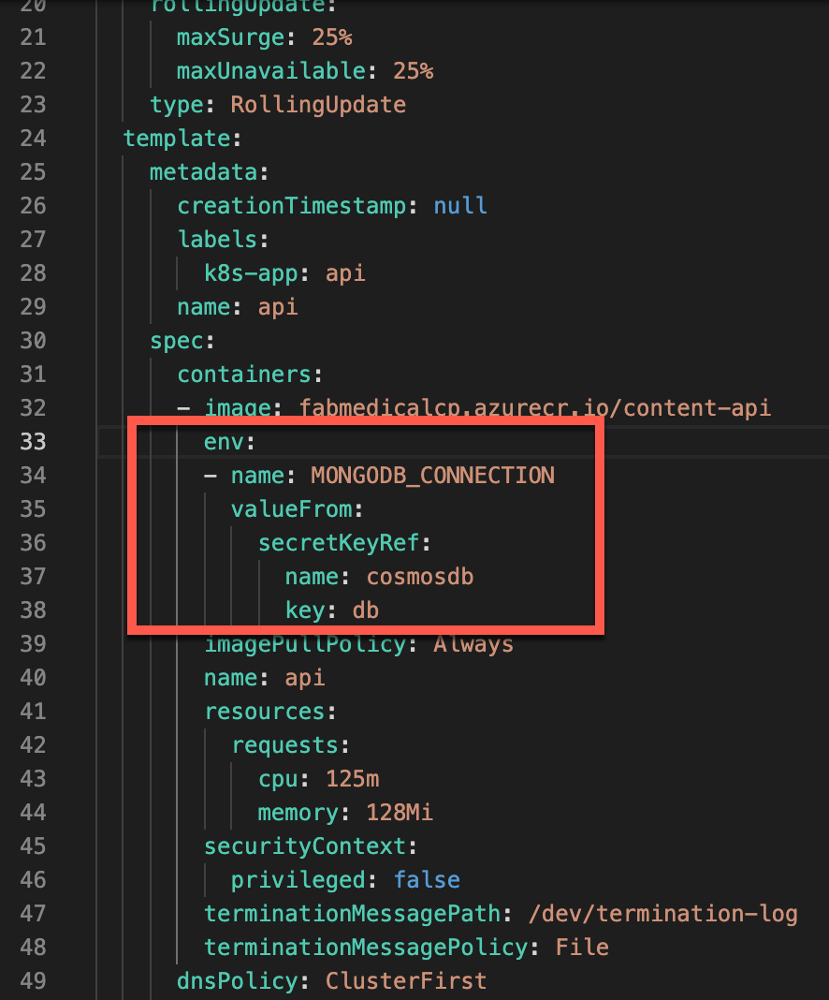 20 rollingUpdate:
21 maxSurge: 25%
22 maxUnavailable: 25%
23 type: RollingUpdate
24 template:
25 metadata:
26 creationTimestamp: null
27 labels:
28 k8s-app: api
29 name: api
30 spec:
31 containers:
32 - image: fabmedicalcp.azurecr.io/content-api
33 env:
34 - name: MONGODB_CONNECTION
35 valueFrom:
36 secretKeyRef:
37 name: cosmosdb
38 key: db
39 imagePullPolicy: Always
40 name: api
41 resources:
42 requests:
43 cpu: 125m
44 memory: 128Mi
45 securityContext:
46 privileged: false
47 terminationMessagePath: /dev/termination-log
48 terminationMessagePolicy: File
49 dnsPolicy: ClusterFirst